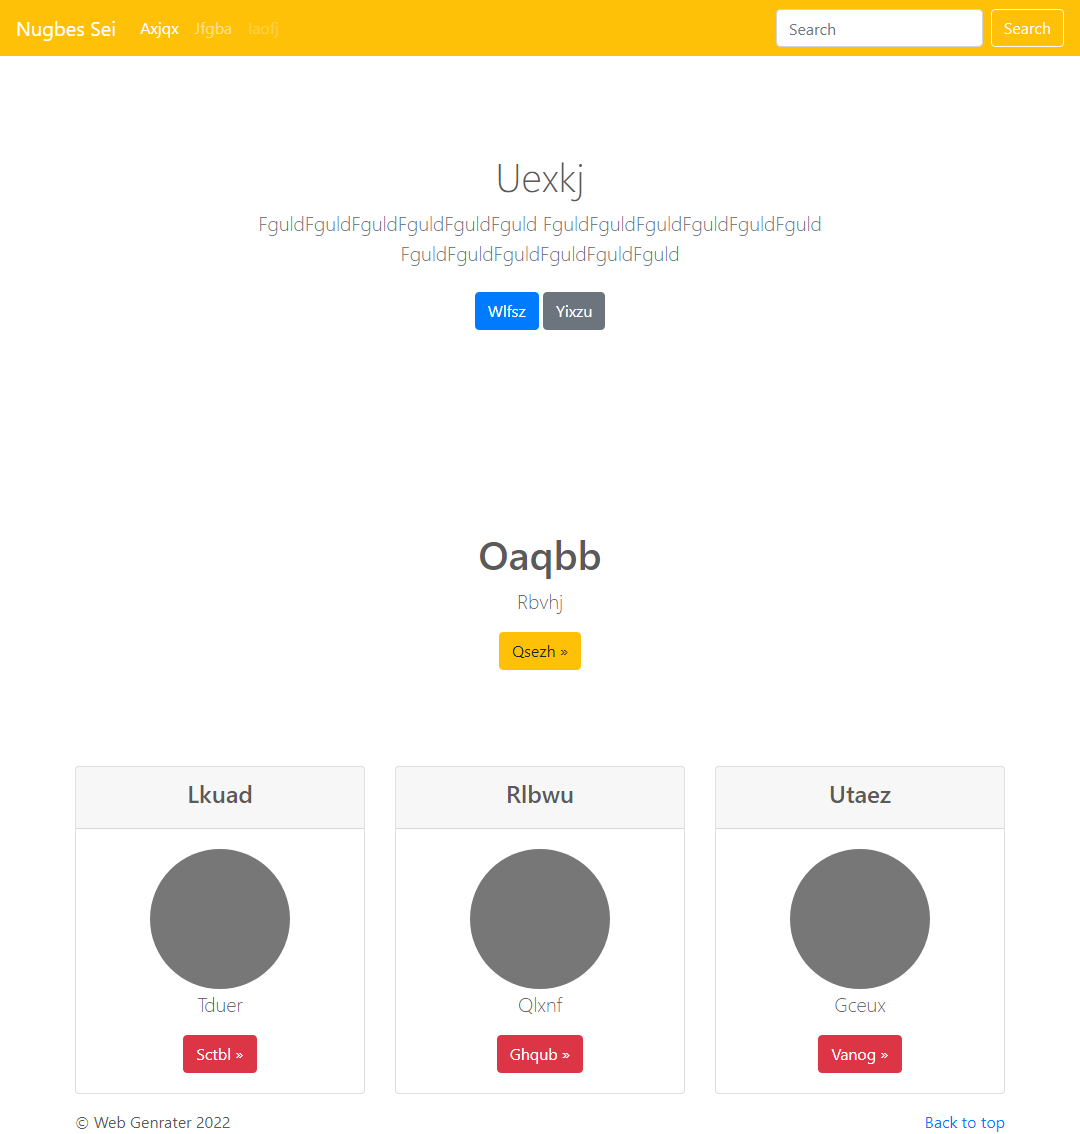 Nugbes Sei Axjqx Jfgba Iaofj Search Search
Uexkj
FguldFguldFguldFguldFguldFguld FguldFguldFguldFguldFguldFguld
FguldFguldFguldFguldFguldFguld
Wlfsz Yixzu
Oaqbb
Rbvhj
Qsezh »
Lkuad Rlbwu Utaez
Tduer Qlxnf Gceux
Sctbl » Ghqub » Vanog »
© Web Genrater 2022 Back to top